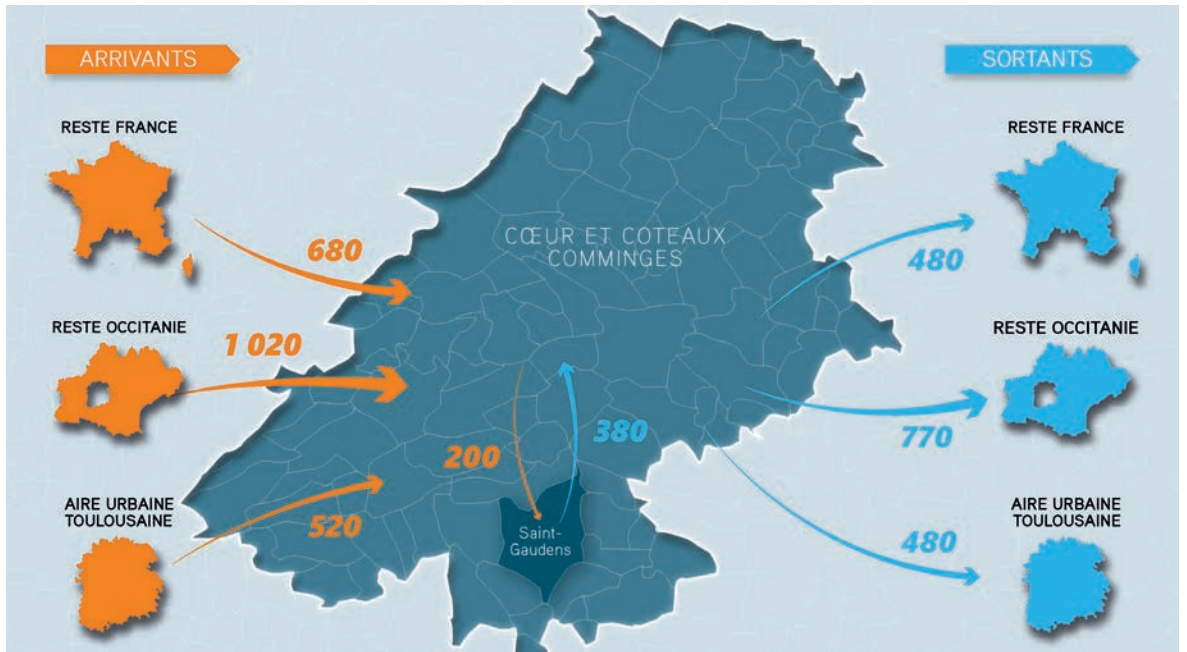 ARRIVANTS
RESTE FRANCE
680
RESTE OCCITANIE
1 020
AIRE URBAINE
TOULOUSAINE
520
CŒUR ET COTEAUX
COMMINGES
200
380
Saint-
Gaudens
SORTANTS
RESTE FRANCE
480
RESTE OCCITANIE
770
AIRE URBAINE
TOULOUSAINE
480